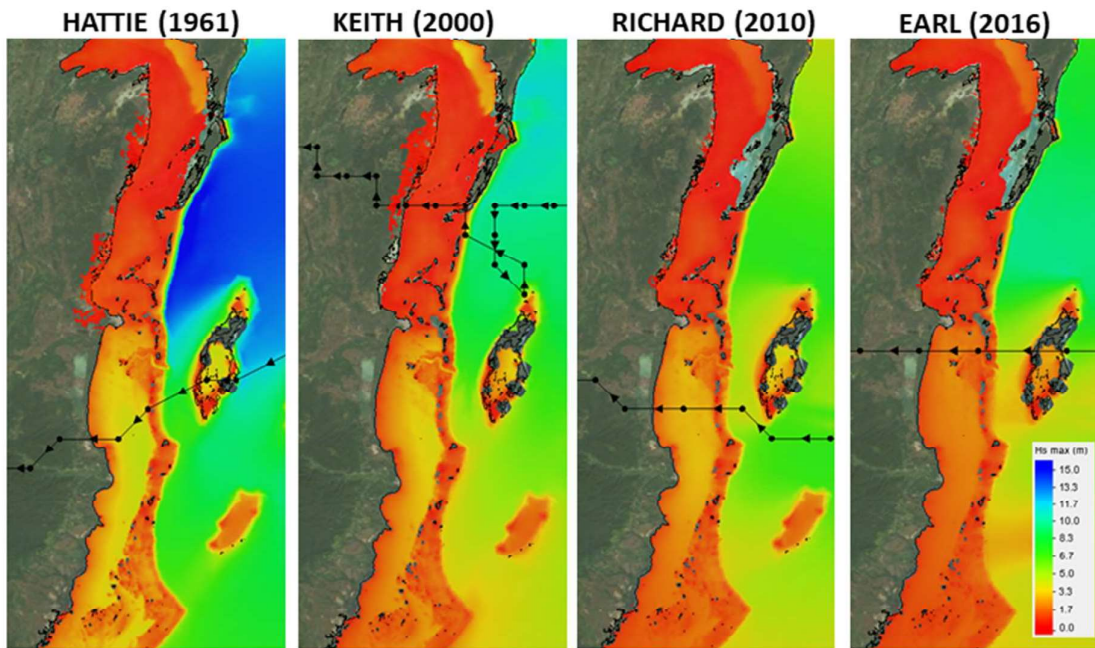 HATTIE (1961)
KEITH (2000)
RICHARD (2010)
EARL (2016)
Hs max (m)
15.0
13.3
11.7
10.0
8.3
6.7
5.0
3.3
1.7
0.0